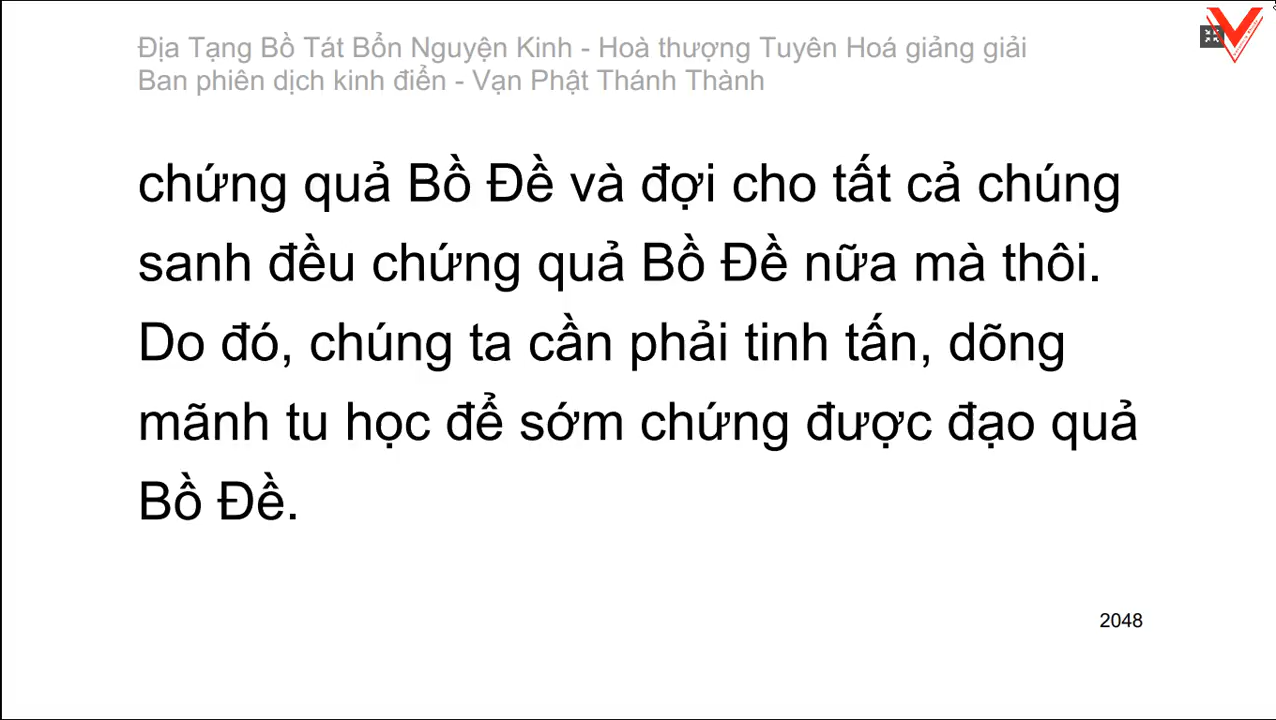 Địa Tạng Bồ Tát Bổn Nguyện Kinh - Hoà thượng Tuyên Hoá giảng giải
Ban phiên dịch kinh điển - Vạn Phật Thánh Thành
chứng quả Bồ Đề và đợi cho tất cả chúng
sanh đều chứng quả Bồ Đề nữa mà thôi.
Do đó, chúng ta cần phải tinh tấn, dõng
mãnh tu học để sớm chứng được đạo quả
Bồ Đề.
2048